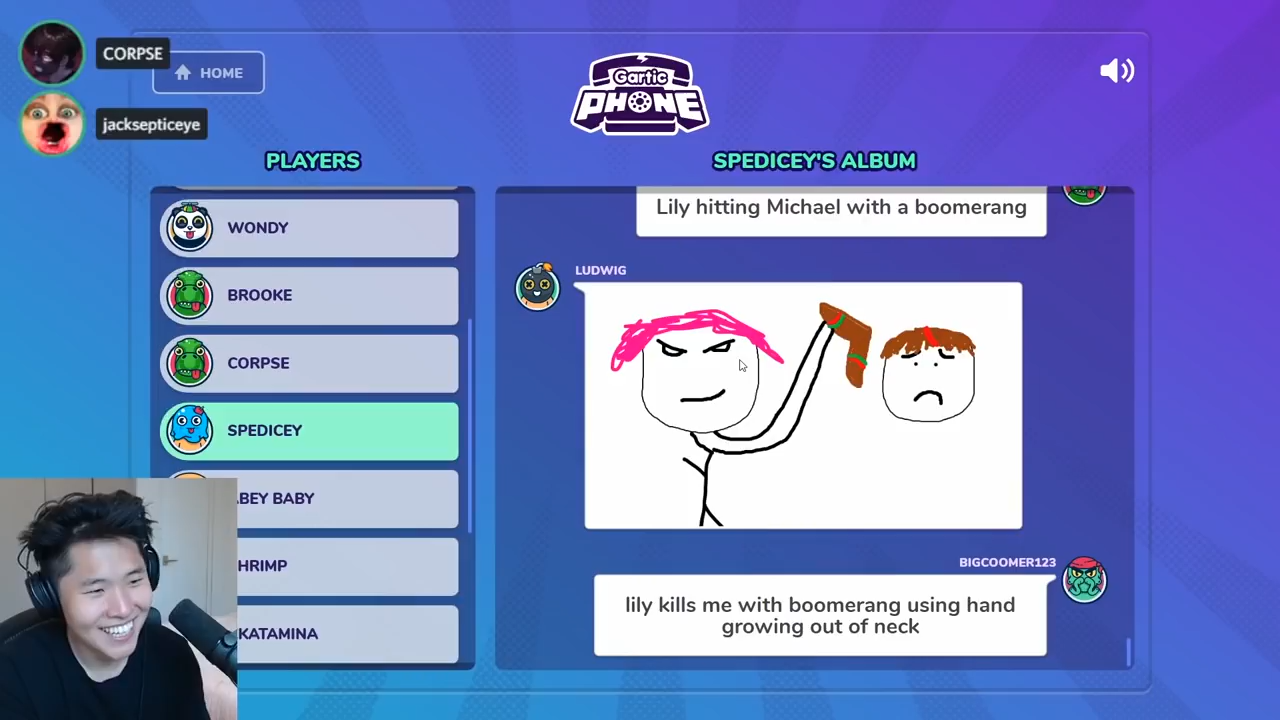 CORPSE
HOME
jacksepticeye
Gartic
PHONE
PLAYERS
SPEDICEY'S ALBUM
WONDY
BROOKE
CORPSE
SPEDICEY
BEY BABY
HRIMP
KATAMINA
Lily hitting Michael with a boomerang
LUDWIG
BIGCOOMER123
lily kills me with boomerang using hand
growing out of neck